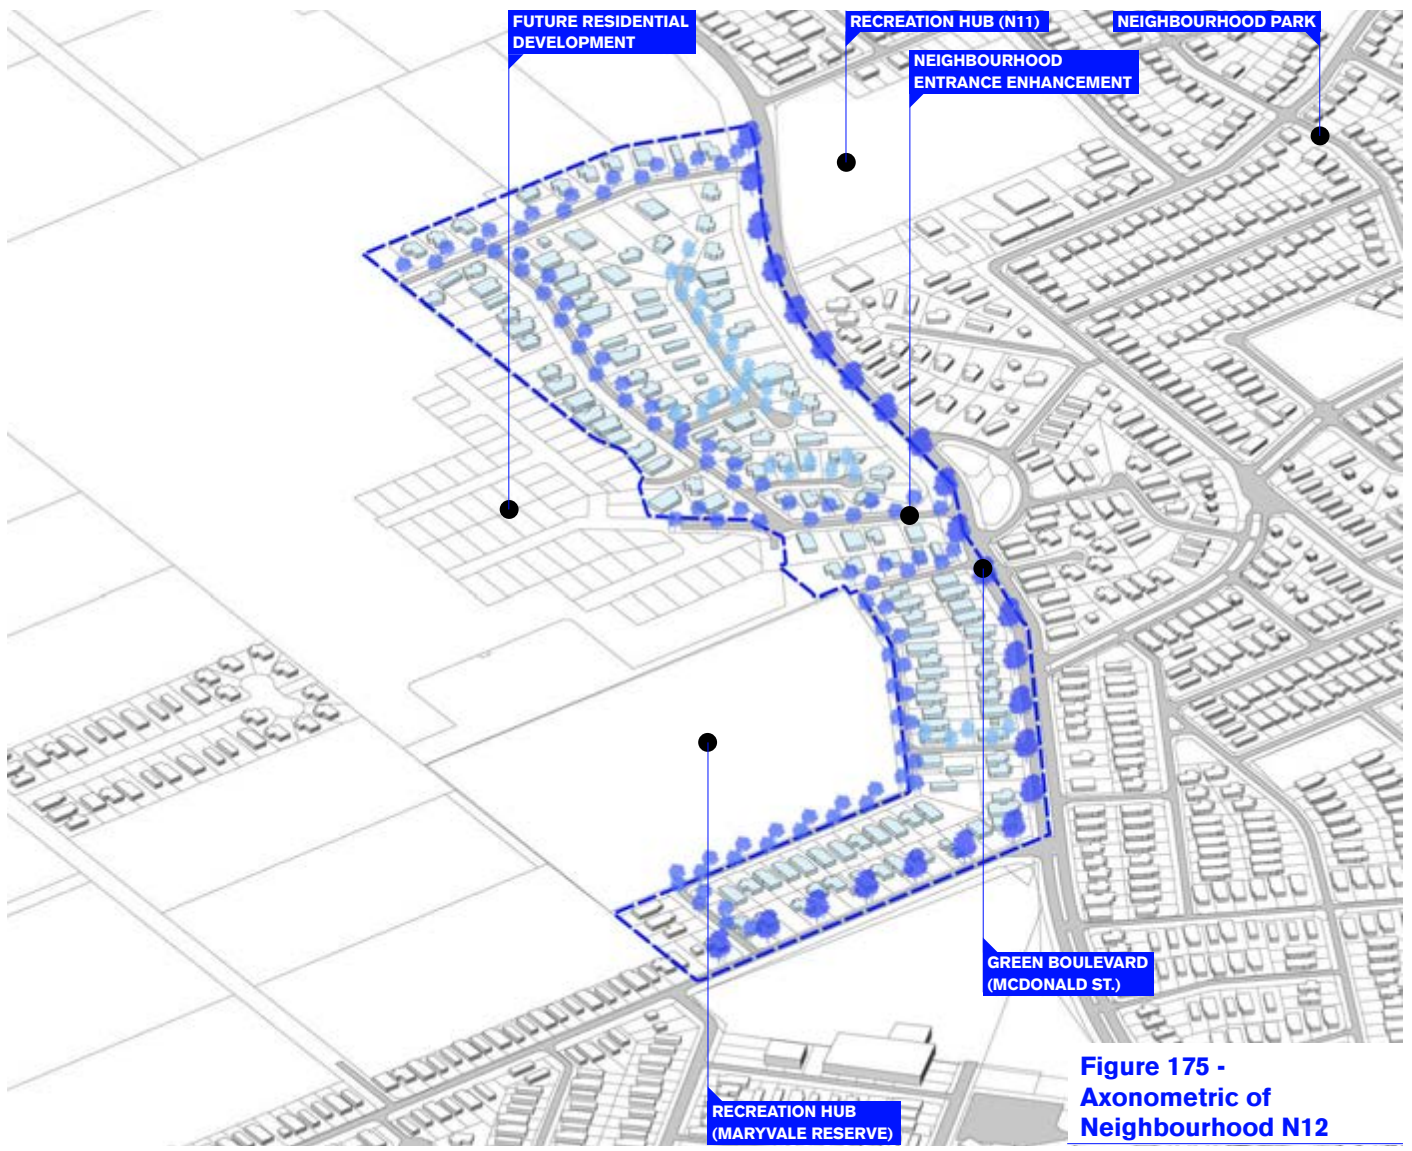 FUTURE RESIDENTIAL
DEVELOPMENT
RECREATION HUB (N11)
NEIGHBOURHOOD PARK
NEIGHBOURHOOD
ENTRANCE ENHANCEMENT
GREEN BOULEVARD
(MCDONALD ST.)
RECREATION HUB
(MARYVALE RESERVE)
Figure 175 -
Axonometric of
Neighbourhood N12